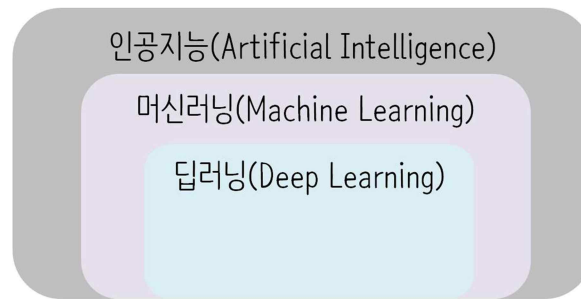 인공지능(Artificial Intelligence)
머신러닝(Machine Learning)
딥러닝(Deep Learning)